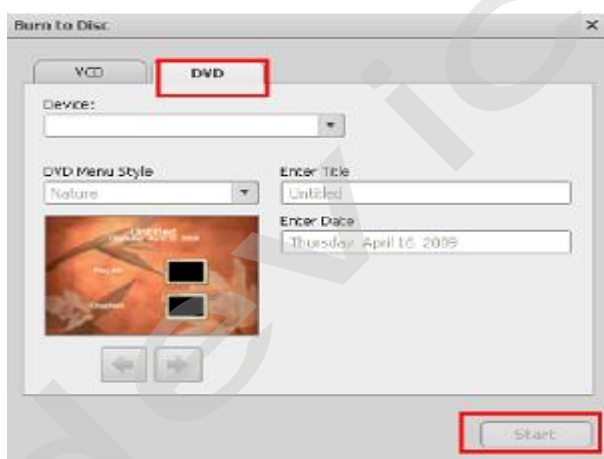 Burn to Disc
VCD DVD
Device:
DVD Menu Style
Nature
Enter Title
Untitled
Enter Date
Thursday April 16 2009
Untitled
Play All
Start